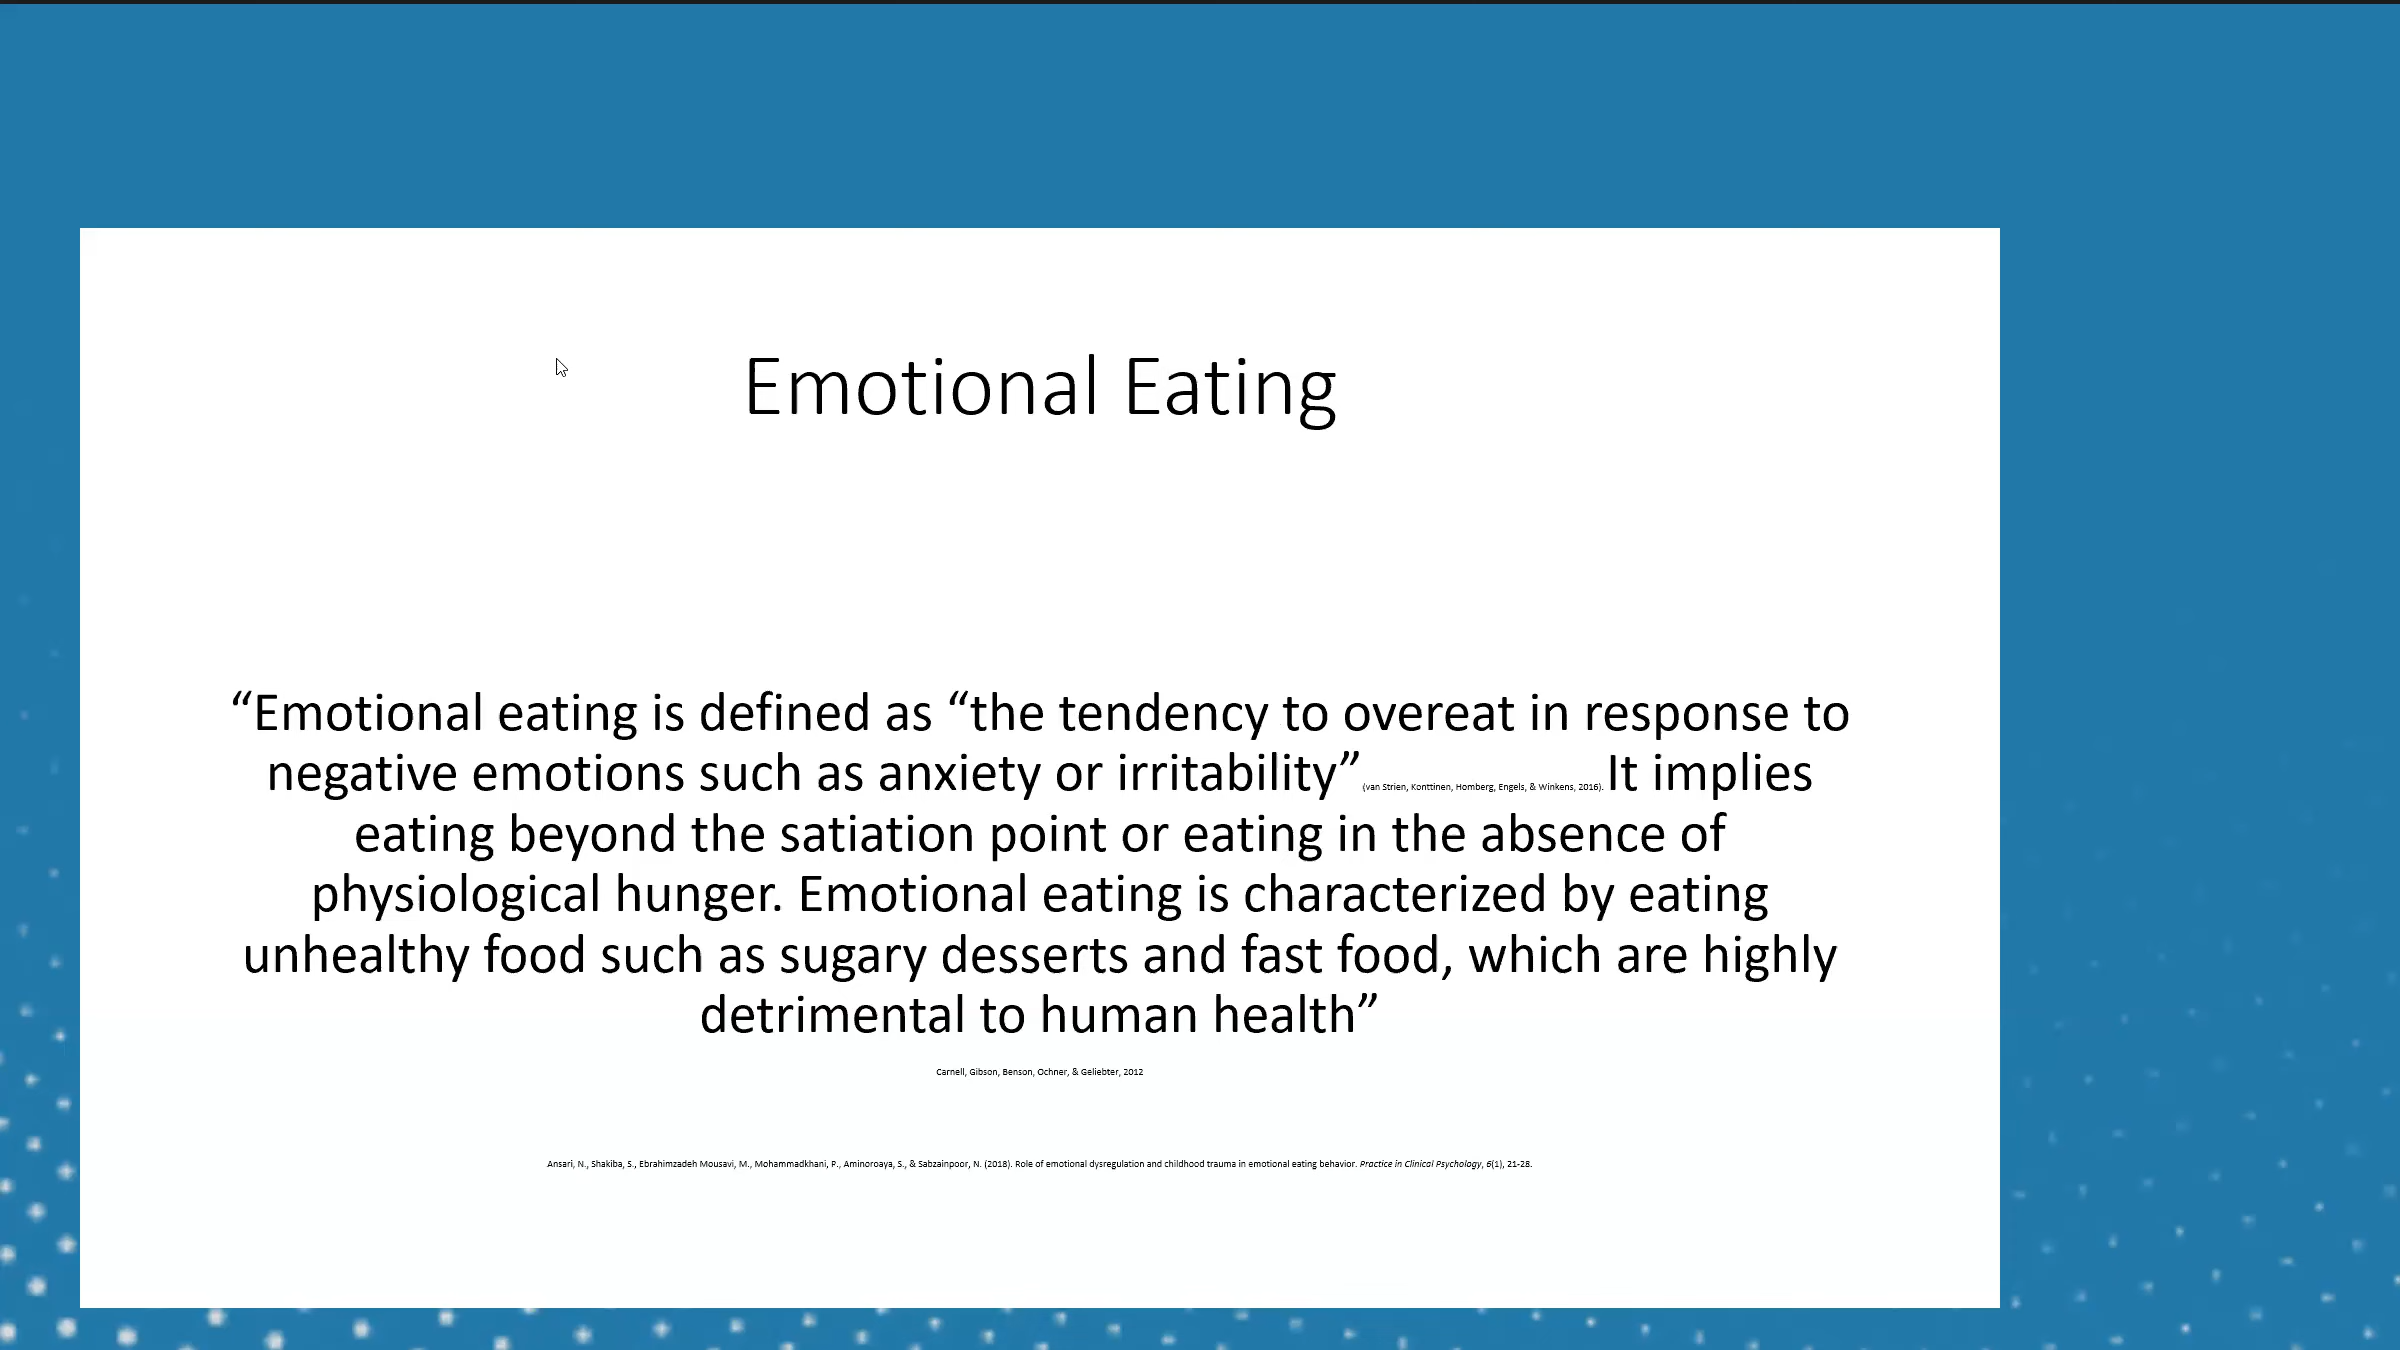 Emotional Eating
“Emotional eating is defined as “the tendency to overeat in response to
negative emotions such as anxiety or irritability” (van Strien, Konttinen, Homberg, Engels, & Winkens, 2016). It implies
eating beyond the satiation point or eating in the absence of
physiological hunger. Emotional eating is characterized by eating
unhealthy food such as sugary desserts and fast food, which are highly
detrimental to human health”
Carnell, Gibson, Benson, Ochner, & Geliebter, 2012
Ansari, N., Shakiba, S., Ebrahimzadeh Mousavi, M., Mohammadkhani, P., Aminoroaya, S., & Sabzainpoor, N. (2018). Role of emotional dysregulation and childhood trauma in emotional eating behavior. Practice in Clinical Psychology, 6(1), 21-28.